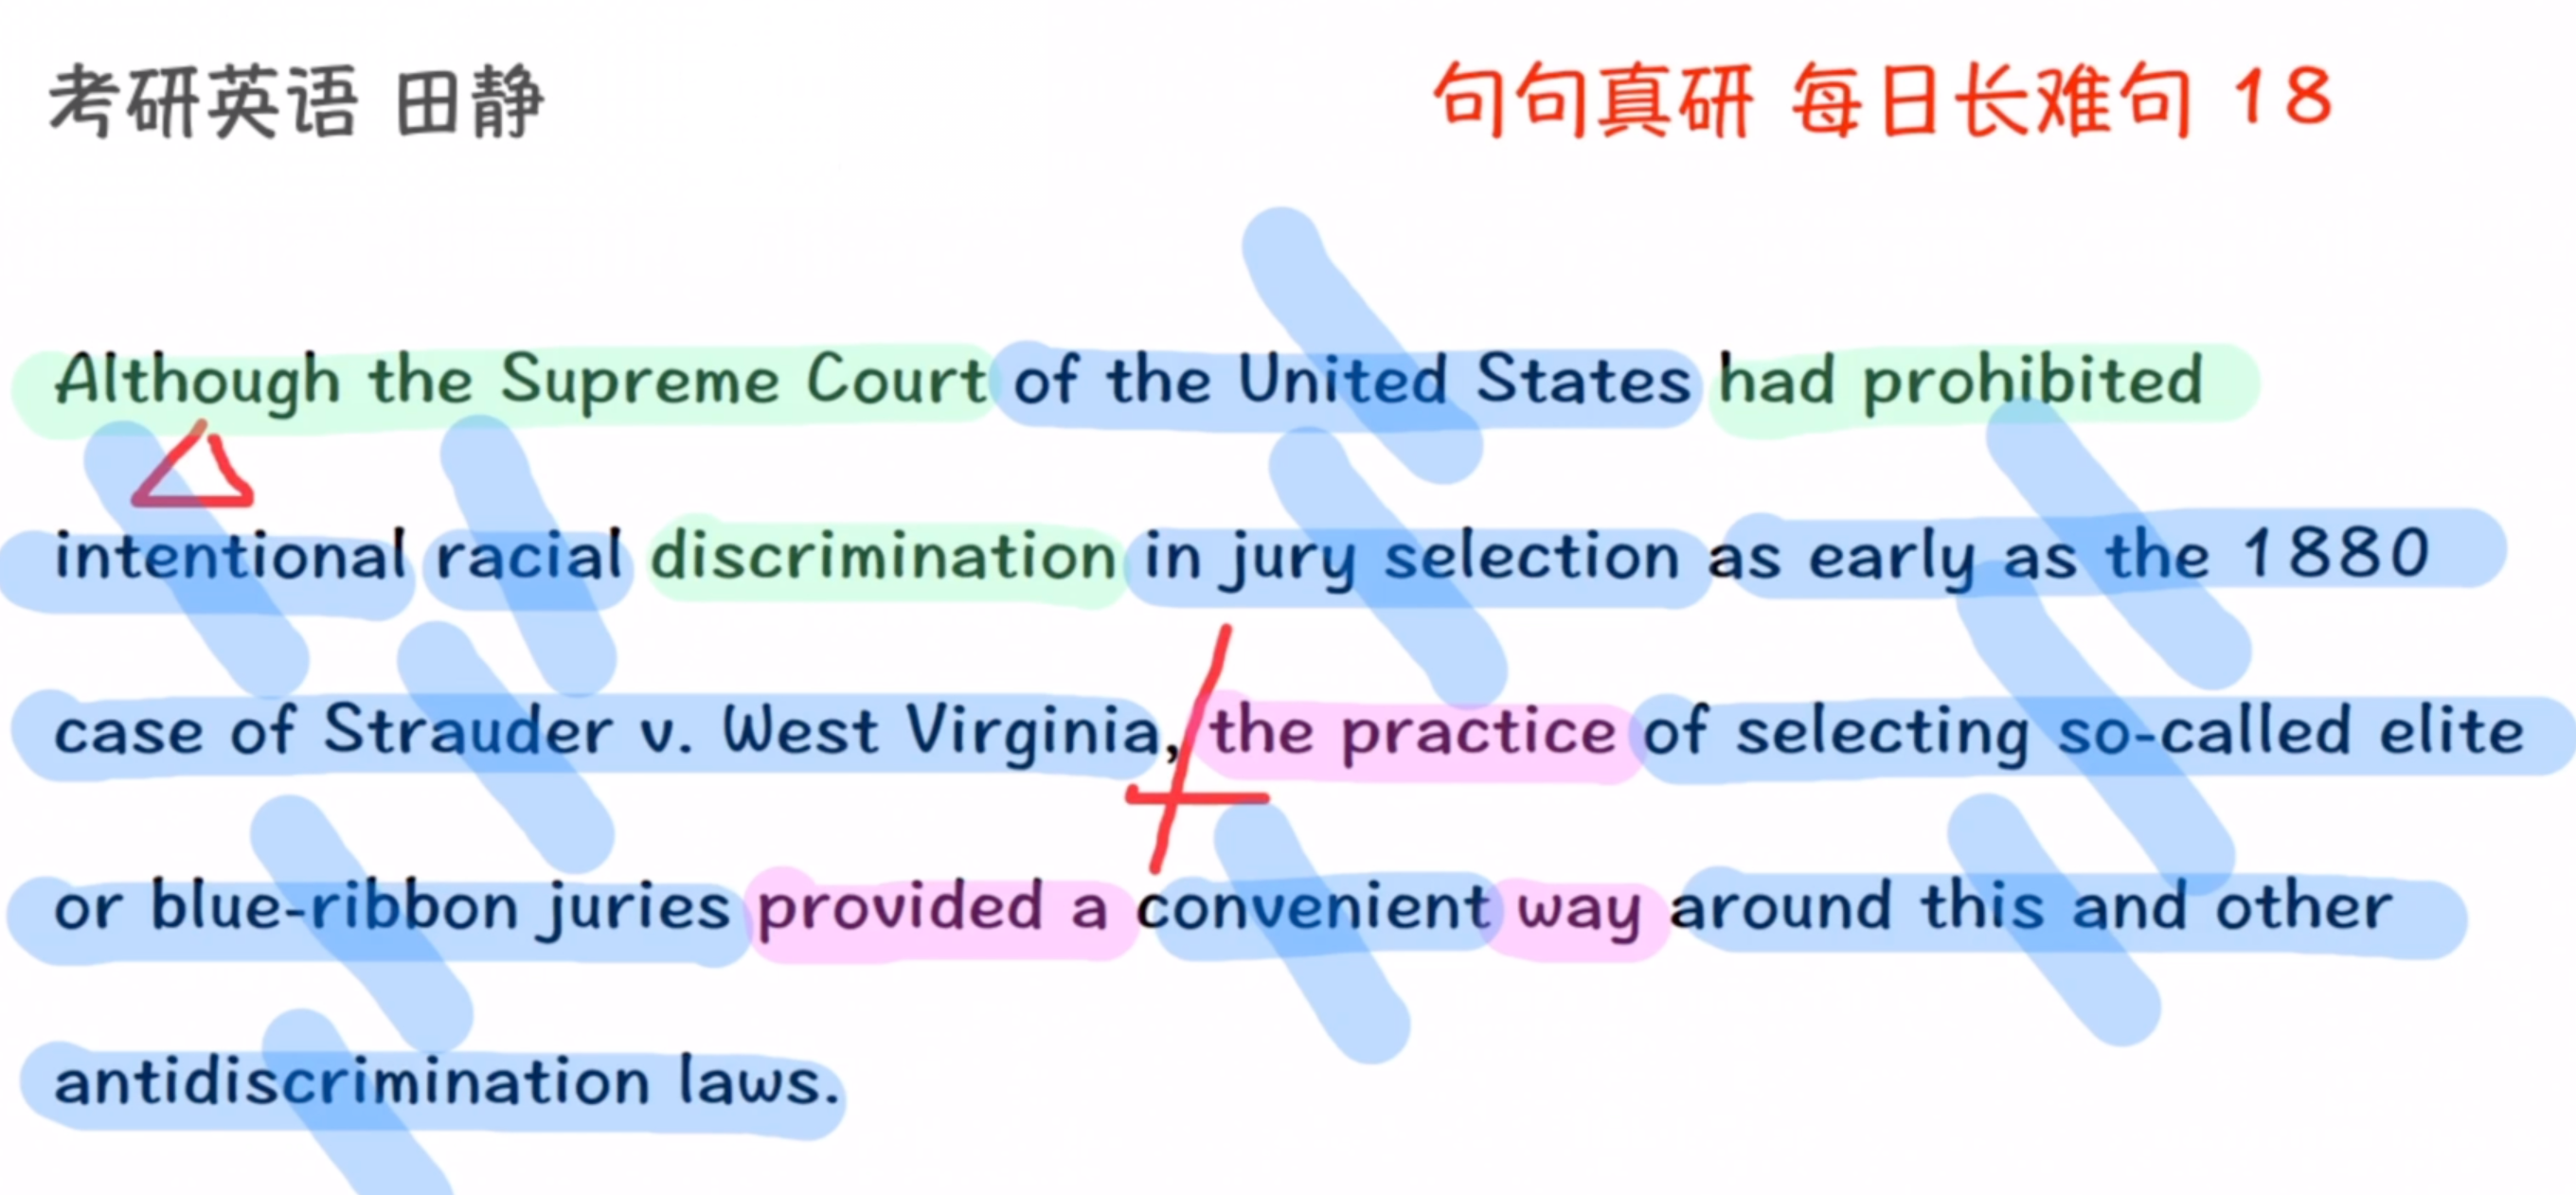 考研英语 田静
句句真研 每日长难句 18
Although the Supreme Court of the United States had prohibited
intentional racial discrimination in jury selection as early as the 1880
case of Strauder v. West Virginia, the practice of selecting so-called elite
or blue-ribbon juries provided a convenient way around this and other
antidiscrimination laws.